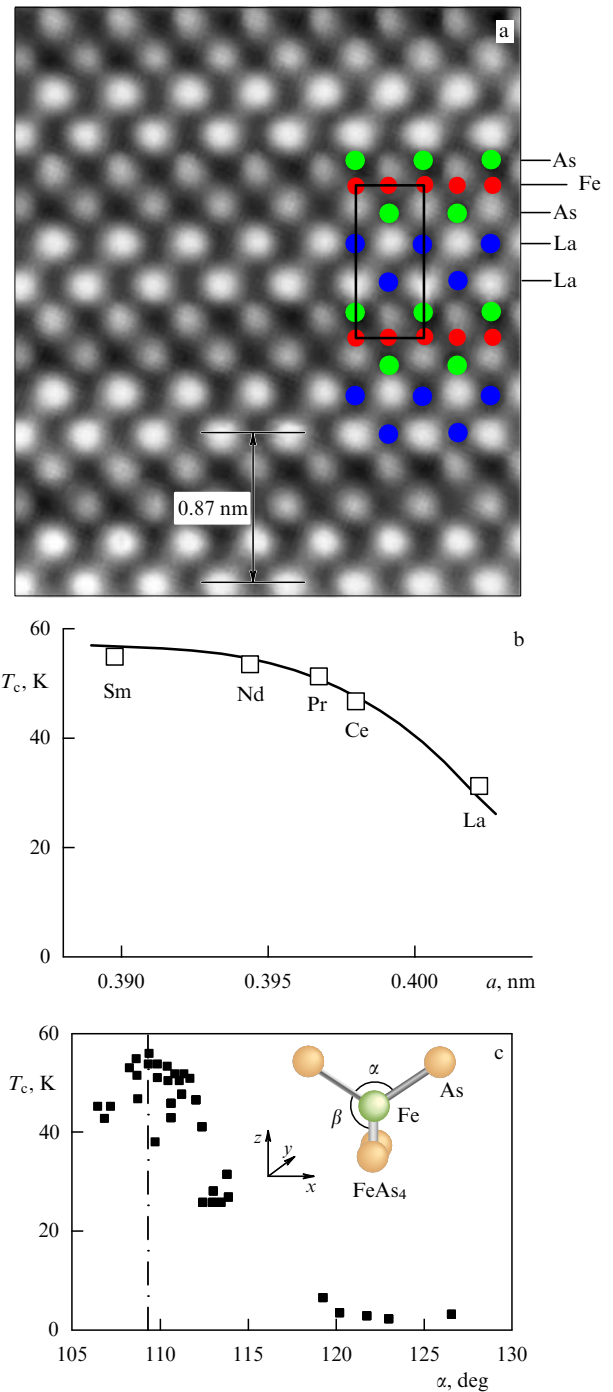 a
As
Fe
As
La
La
0.87 nm
b
60
T_c, K
40
20
0
Sm
Nd
Pr
Ce
La
0.390
0.395
0.400
a, nm
c
60
T_c, K
40
20
0
α
β
As
Fe
z
y
x
FeAs₄
105
110
115
120
125
130
α, deg